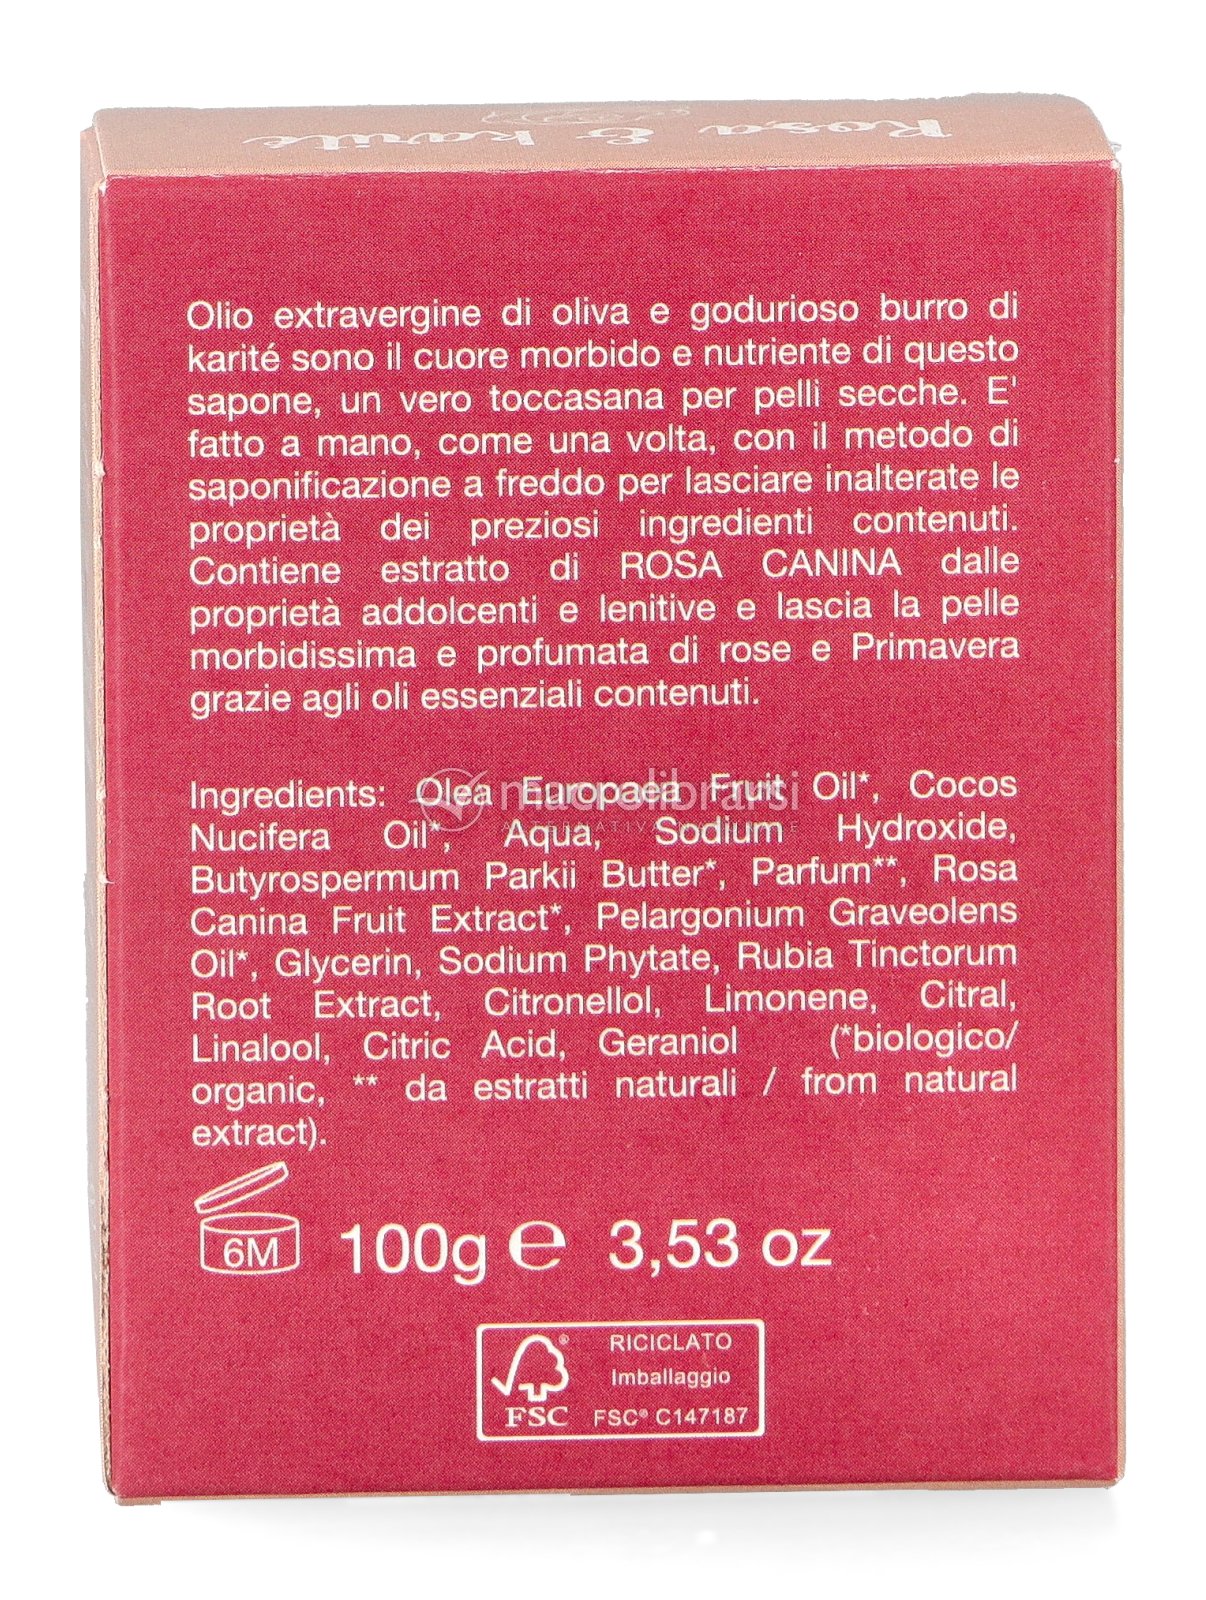 Rosa & karité
Olio extravergine di oliva e godurioso burro di
karité sono il cuore morbido e nutriente di questo
sapone, un vero toccasana per pelli secche. E'
fatto a mano, come una volta, con il metodo di
saponificazione a freddo per lasciare inalterate le
proprietà dei preziosi ingredienti contenuti.
Contiene estratto di ROSA CANINA dalle
proprietà addolcenti e lenitive e lascia la pelle
morbidissima e profumata di rose e Primavera
grazie agli oli essenziali contenuti.
Ingredients: Olea Europaea Fruit Oil*, Cocos
Nucifera Oil*, Aqua, Sodium Hydroxide,
Butyrospermum Parkii Butter*, Parfum**, Rosa
Canina Fruit Extract*, Pelargonium Graveolens
Oil*, Glycerin, Sodium Phytate, Rubia Tinctorum
Root Extract, Citronellol, Limonene, Citral,
Linalool, Citric Acid, Geraniol (*biologico/
organic, ** da estratti naturali / from natural
extract).
6M 100g e 3,53 oz
RICICLATO
Imballaggio
FSC® FSC® C147187
macrolibrarsi